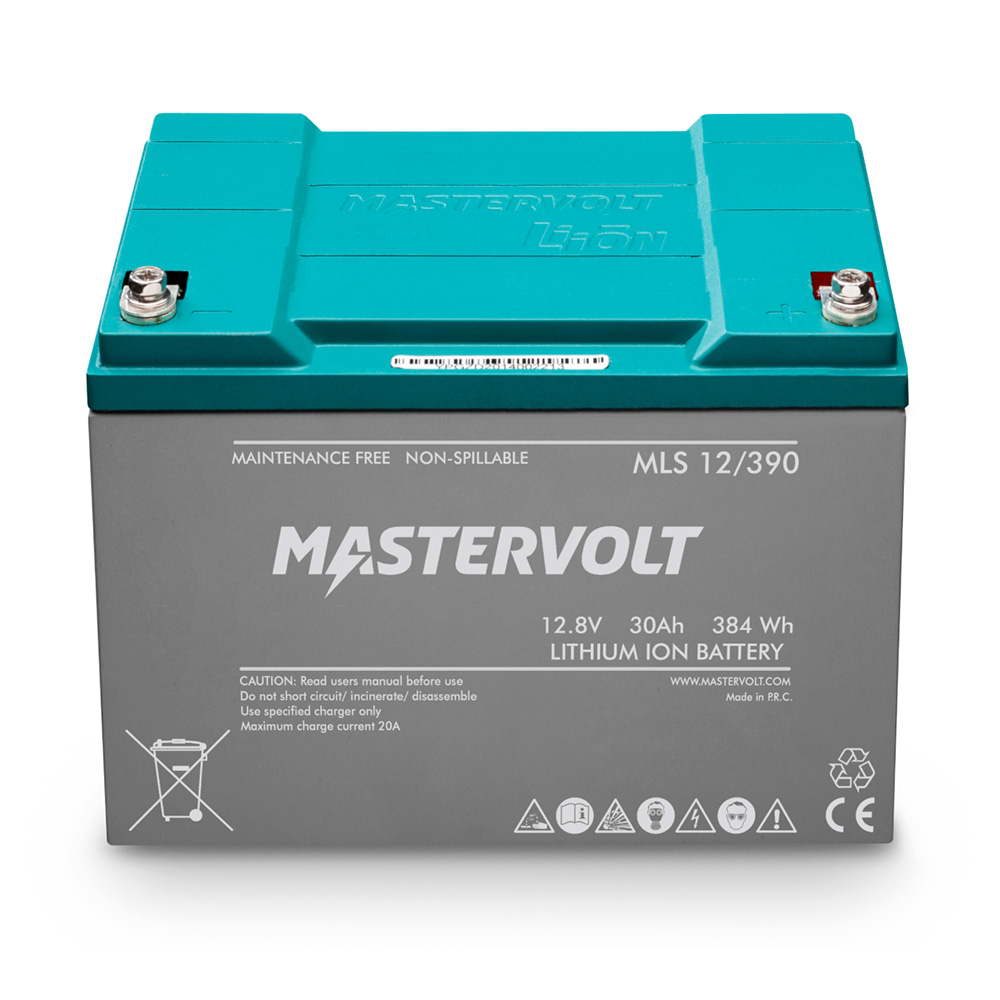 MASTERVOLT
Li-iON
− +
MAINTENANCE FREE NON-SPILLABLE MLS 12/390
MASTERVOLT
12.8V 30Ah 384 Wh
LITHIUM ION BATTERY
CAUTION: Read users manual before use
Do not short circuit/ incinerate/ disassemble
Use specified charger only
Maximum charge current 20A
WWW.MASTERVOLT.COM
Made in P.R.C.
CE